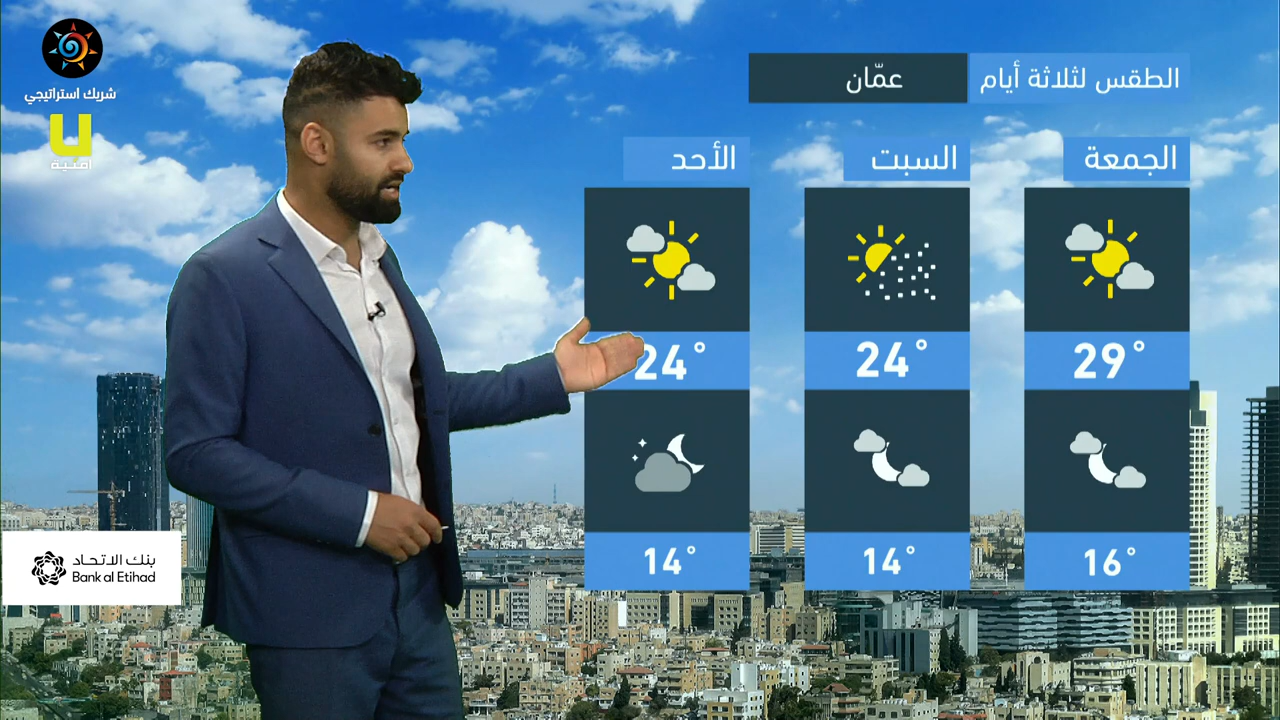 شريك استراتيجي
امنية
الطقس لثلاثة أيام
عمّان
الجمعة
السبت
الأحد
29°
24°
24°
16°
14°
14°
بنك الاتحاد
Bank al Etihad